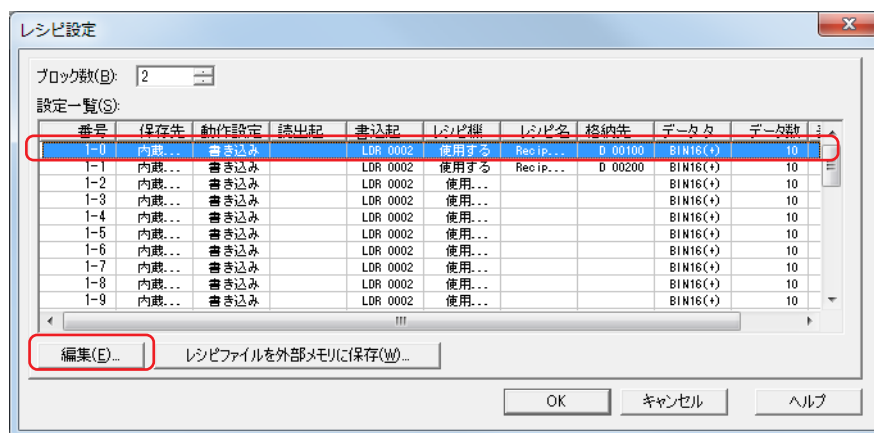 レシピ設定
ブロック数(B): 2
設定一覧(S):
番号 保存先 動作設定 読出起 書込起 レシピ機 レシピ名 格納先 データタ データ数
1-0 内蔵... 書き込み LDR 0002 使用する Recip... D 00100 BIN16(+) 10
1-1 内蔵... 書き込み LDR 0002 使用する Recip... D 00200 BIN16(+) 10
1-2 内蔵... 書き込み LDR 0002 使用... BIN16(+) 10
1-3 内蔵... 書き込み LDR 0002 使用... BIN16(+) 10
1-4 内蔵... 書き込み LDR 0002 使用... BIN16(+) 10
1-5 内蔵... 書き込み LDR 0002 使用... BIN16(+) 10
1-6 内蔵... 書き込み LDR 0002 使用... BIN16(+) 10
1-7 内蔵... 書き込み LDR 0002 使用... BIN16(+) 10
1-8 内蔵... 書き込み LDR 0002 使用... BIN16(+) 10
1-9 内蔵... 書き込み LDR 0002 使用... BIN16(+) 10
編集(E)... レシピファイルを外部メモリに保存(W)...
OK キャンセル ヘルプ